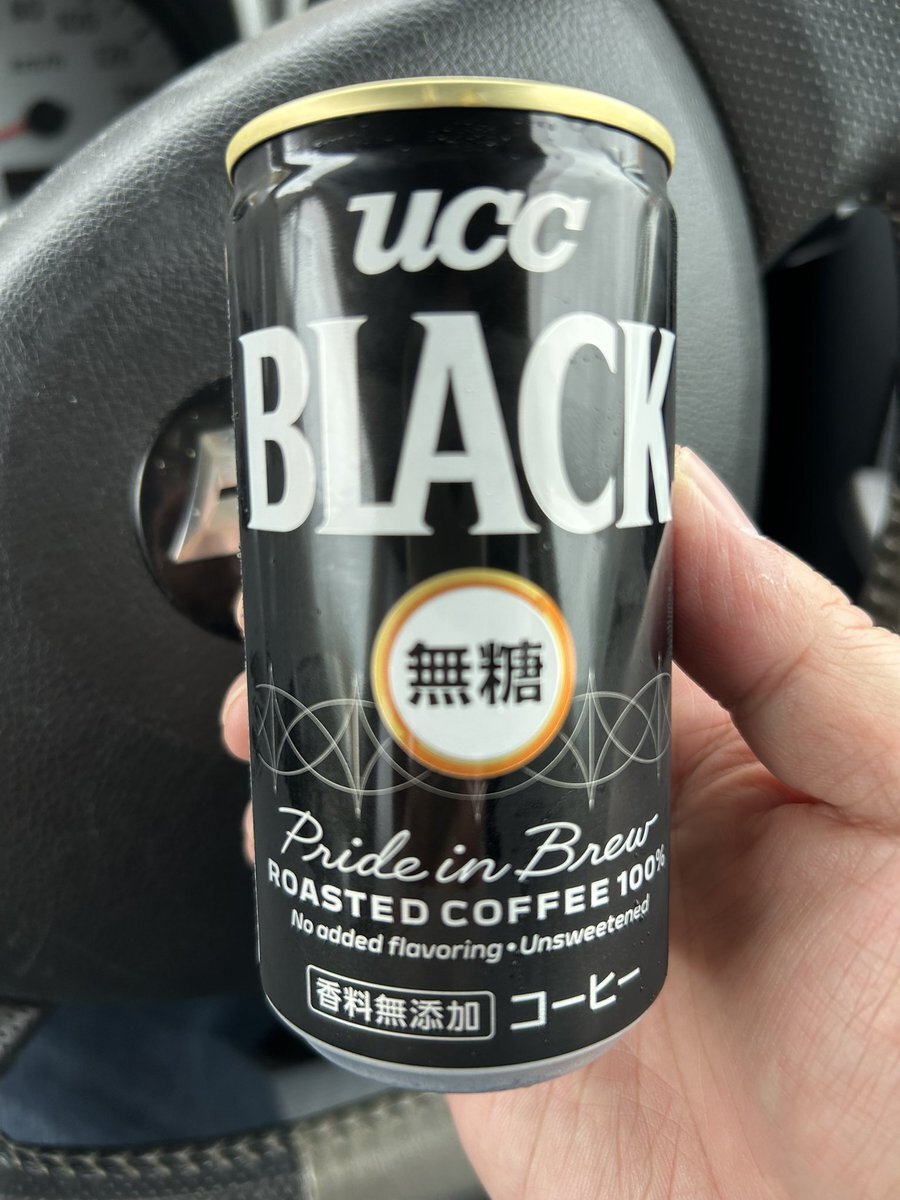 ucc
BLACK
無糖
Pride in Brew
ROASTED COFFEE 100%
No added flavoring•Unsweetened
香料無添加 コーヒー